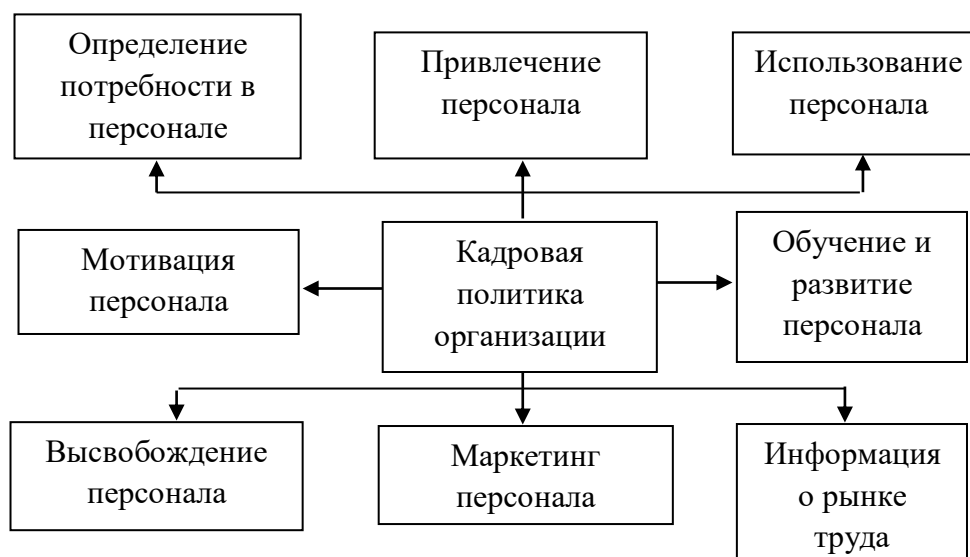 Определение
потребности в
персонале
Привлечение
персонала
Использование
персонала
Мотивация
персонала
Кадровая
политика
организации
Обучение и
развитие
персонала
Высвобождение
персонала
Маркетинг
персонала
Информация
о рынке
труда